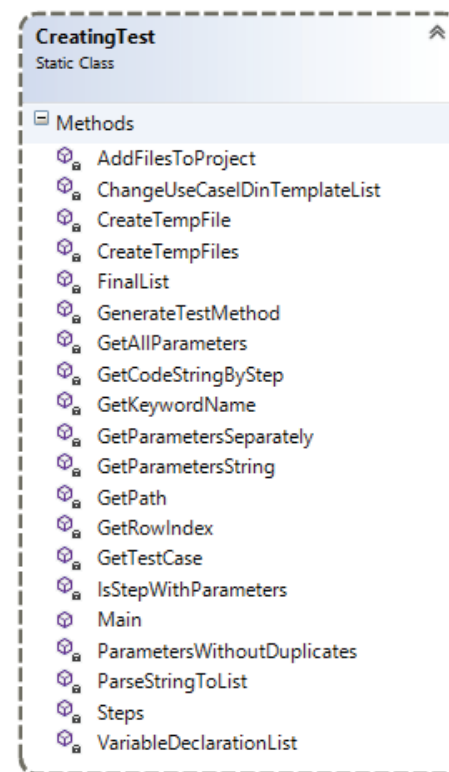 CreatingTest
Static Class
Methods
AddFilesToProject
ChangeUseCaseIDinTemplateList
CreateTempFile
CreateTempFiles
FinalList
GenerateTestMethod
GetAllParameters
GetCodeStringByStep
GetKeywordName
GetParametersSeparately
GetParametersString
GetPath
GetRowIndex
GetTestCase
IsStepWithParameters
Main
ParametersWithoutDuplicates
ParseStringToList
Steps
VariableDeclarationList